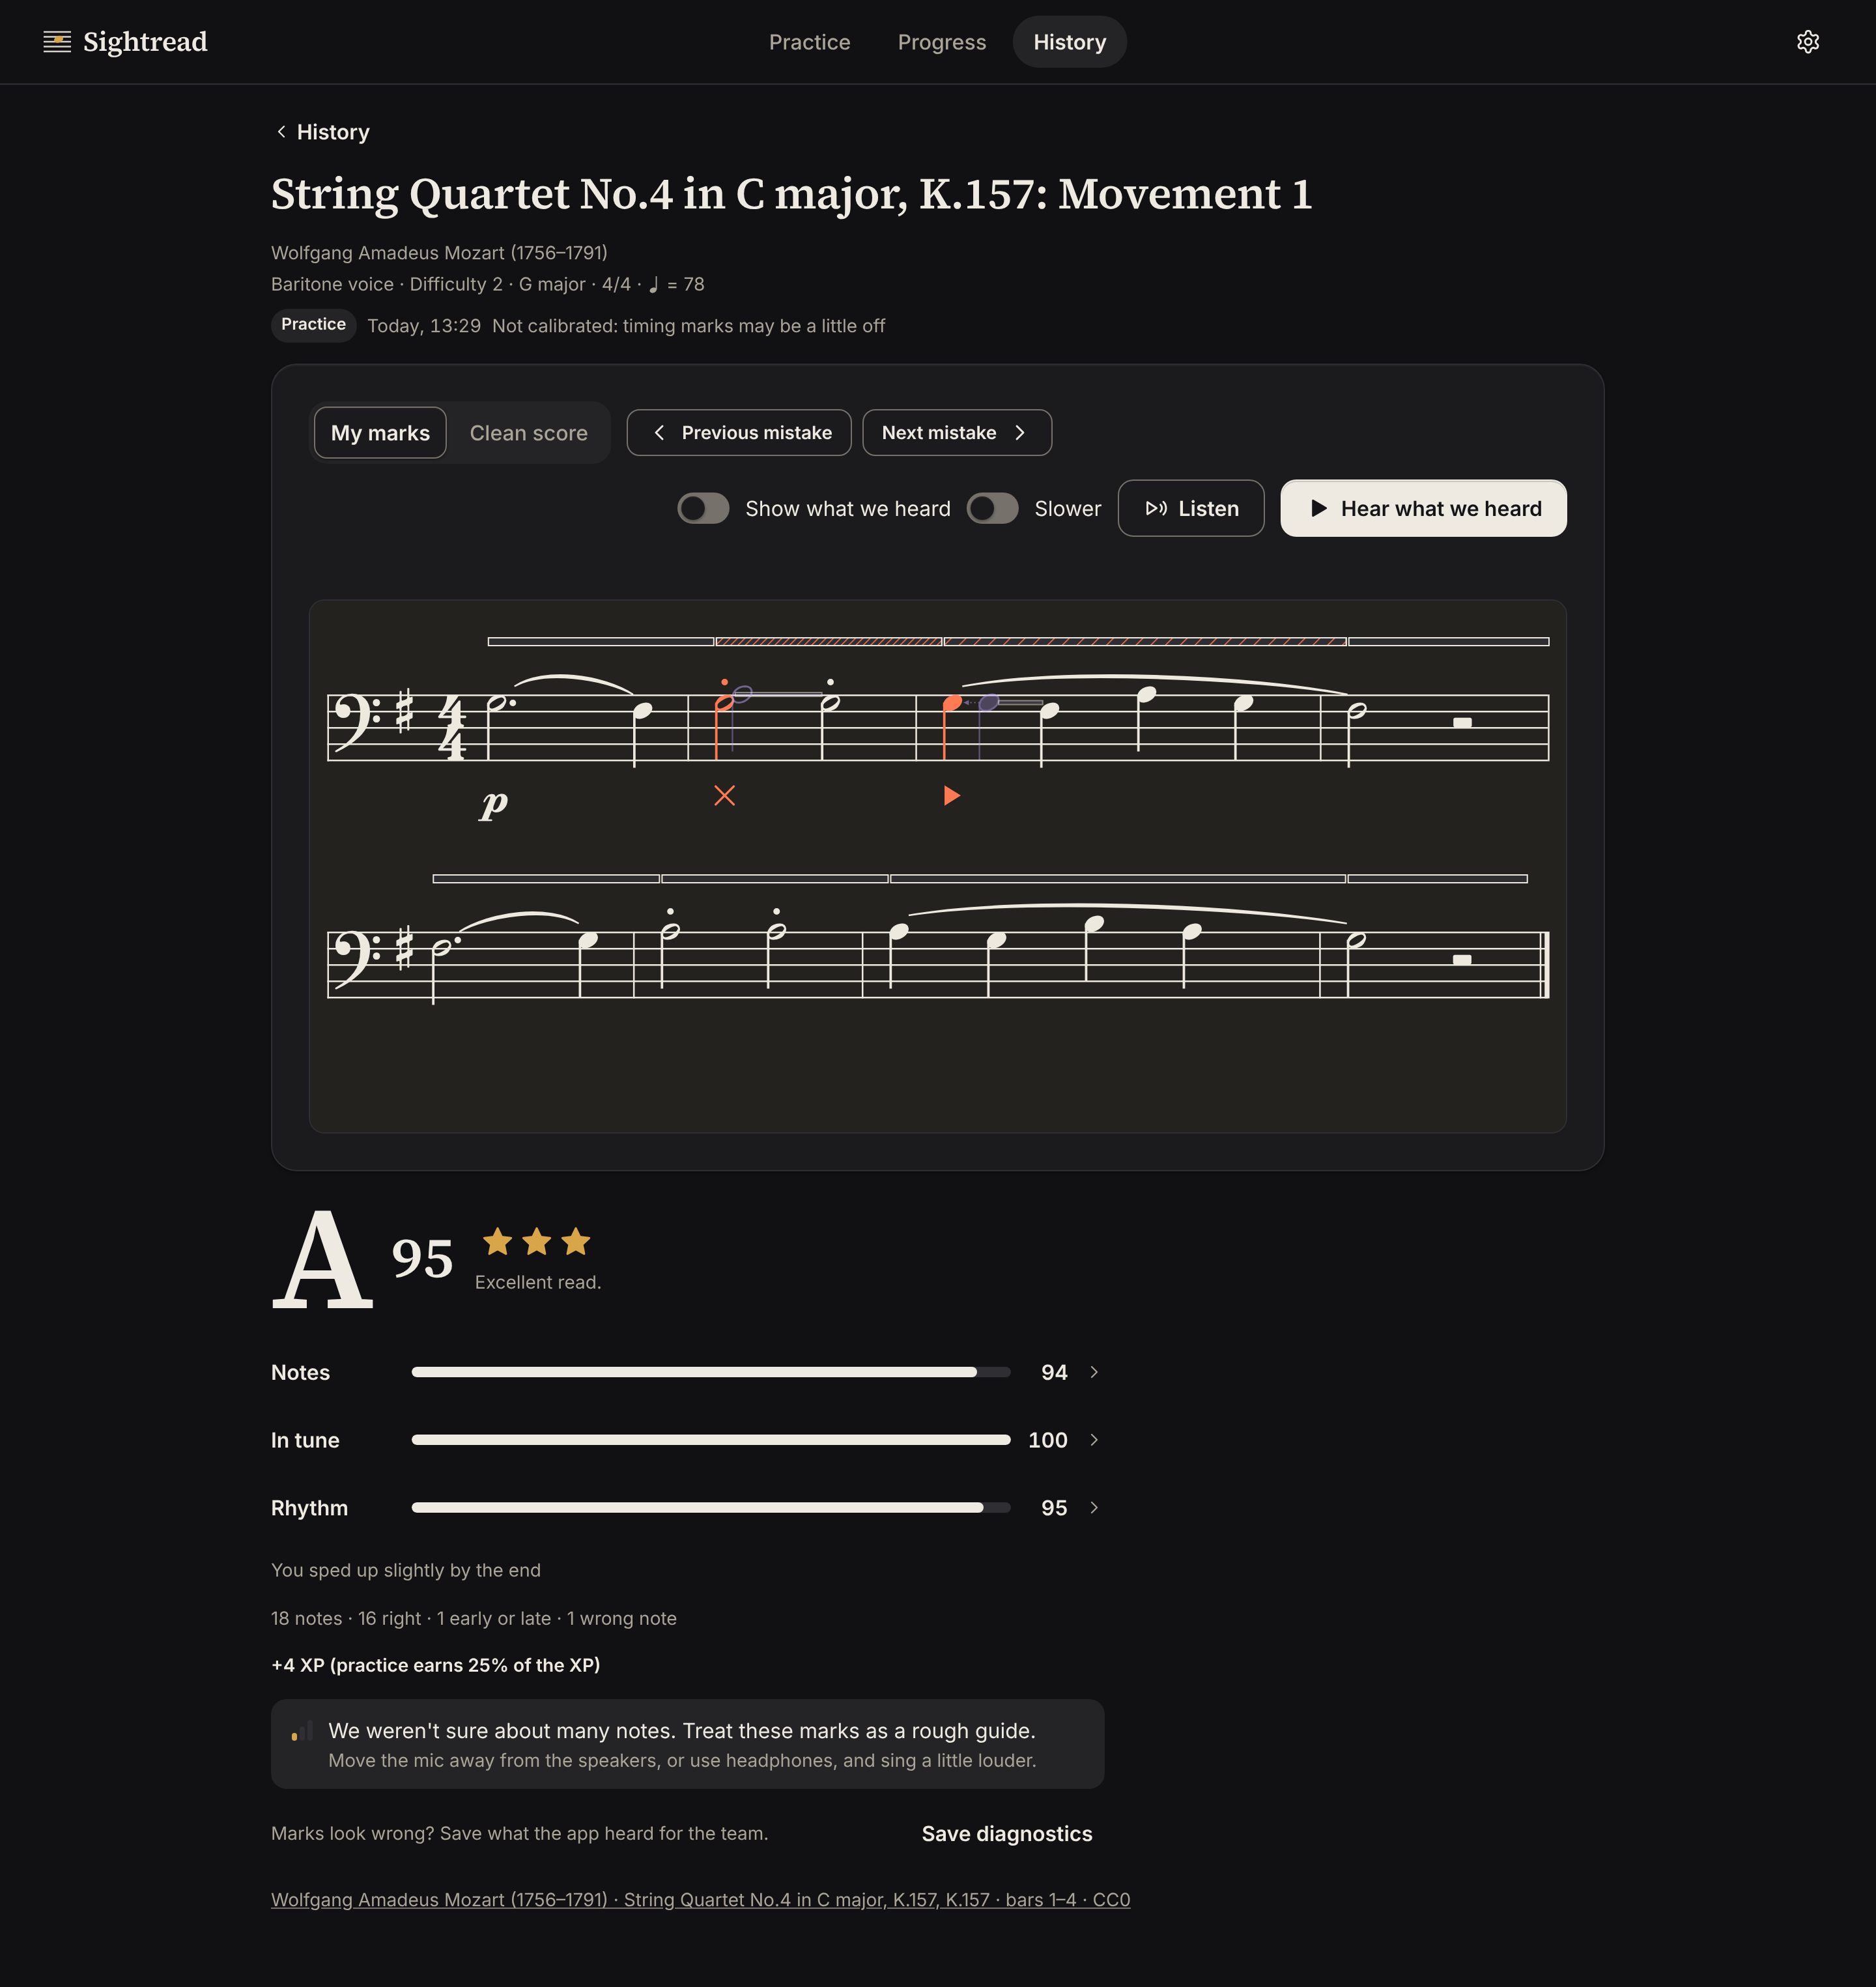 Sightread
Practice
Progress
History
History
String Quartet No.4 in C major, K.157: Movement 1
Wolfgang Amadeus Mozart (1756–1791)
Baritone voice · Difficulty 2 · G major · 4/4 · ♩ = 78
Practice Today, 13:29 Not calibrated: timing marks may be a little off
My marks Clean score Previous mistake Next mistake
Show what we heard Slower Listen Hear what we heard
4
4
p
A 95
Excellent read.
Notes 94
In tune 100
Rhythm 95
You sped up slightly by the end
18 notes · 16 right · 1 early or late · 1 wrong note
+4 XP (practice earns 25% of the XP)
We weren't sure about many notes. Treat these marks as a rough guide.
Move the mic away from the speakers, or use headphones, and sing a little louder.
Marks look wrong? Save what the app heard for the team. Save diagnostics
Wolfgang Amadeus Mozart (1756–1791) · String Quartet No.4 in C major, K.157, K.157 · bars 1–4 · CC0